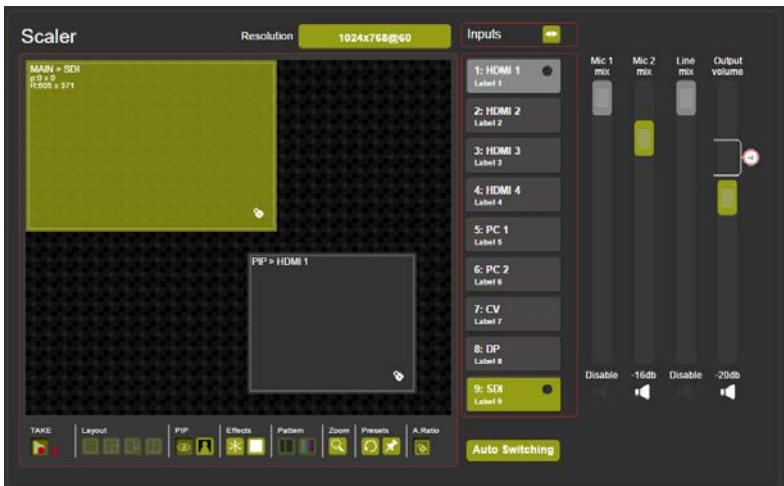 Scaler
Resolution
1024x768@60
Inputs
MAIN > SDI
p:0 x 0
R:605 x 371
PIP > HDMI 1
1: HDMI 1
Label 1
2: HDMI 2
Label 2
3: HDMI 3
Label 3
4: HDMI 4
Label 4
5: PC 1
Label 5
6: PC 2
Label 6
7: CV
Label 7
8: DP
Label 8
9: SDI
Label 9
Mic 1 mix
Mic 2 mix
Line mix
Output volume
Disable
-16db
Disable
-20db
TAKE
Layout
PIP
Effects
Pattern
Zoom
Presets
A.Ratio
Auto Switching